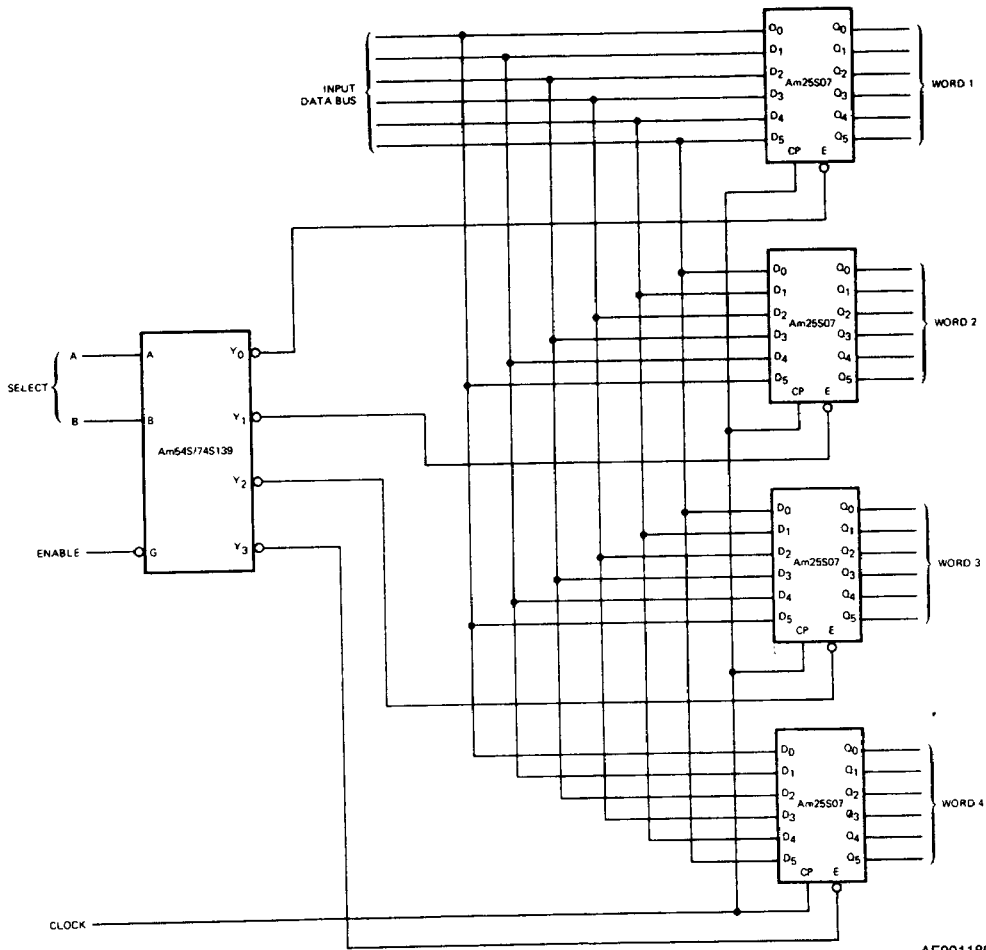 INPUT
DATA BUS
D0
D1
D2
D3
D4
D5
Am25S07
CP
E
Q0
Q1
Q2
Q3
Q4
Q5
WORD 1
D0
D1
D2
D3
D4
D5
Am25S07
CP
E
Q0
Q1
Q2
Q3
Q4
Q5
WORD 2
SELECT
A
B
A
B
G
Am54S/74S139
Y0
Y1
Y2
Y3
ENABLE
D0
D1
D2
D3
D4
D5
Am25S07
CP
E
Q0
Q1
Q2
Q3
Q4
Q5
WORD 3
D0
D1
D2
D3
D4
D5
Am25S07
CP
E
Q0
Q1
Q2
Q3
Q4
Q5
WORD 4
CLOCK